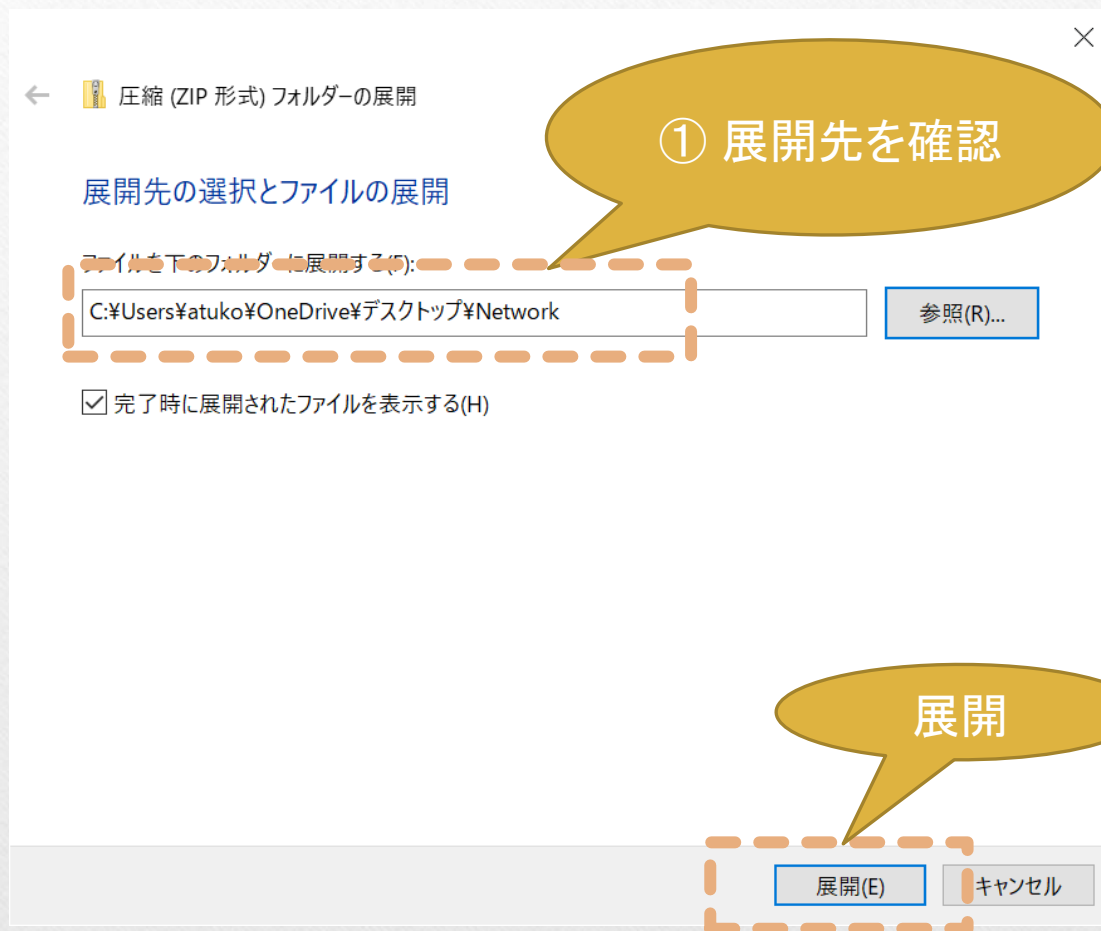 圧縮 (ZIP 形式) フォルダーの展開
① 展開先を確認
展開先の選択とファイルの展開
ファイルを下のフォルダーに展開する(F):
C:¥Users¥atuko¥OneDrive¥デスクトップ¥Network
参照(R)...
完了時に展開されたファイルを表示する(H)
展開
展開(E)
キャンセル